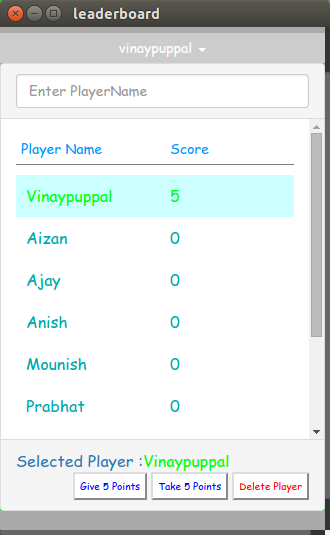 leaderboard
vinaypuppal
Enter PlayerName
Player Name Score
Vinaypuppal 5
Aizan 0
Ajay 0
Anish 0
Mounish 0
Prabhat 0
Selected Player :Vinaypuppal
Give 5 Points Take 5 Points Delete Player